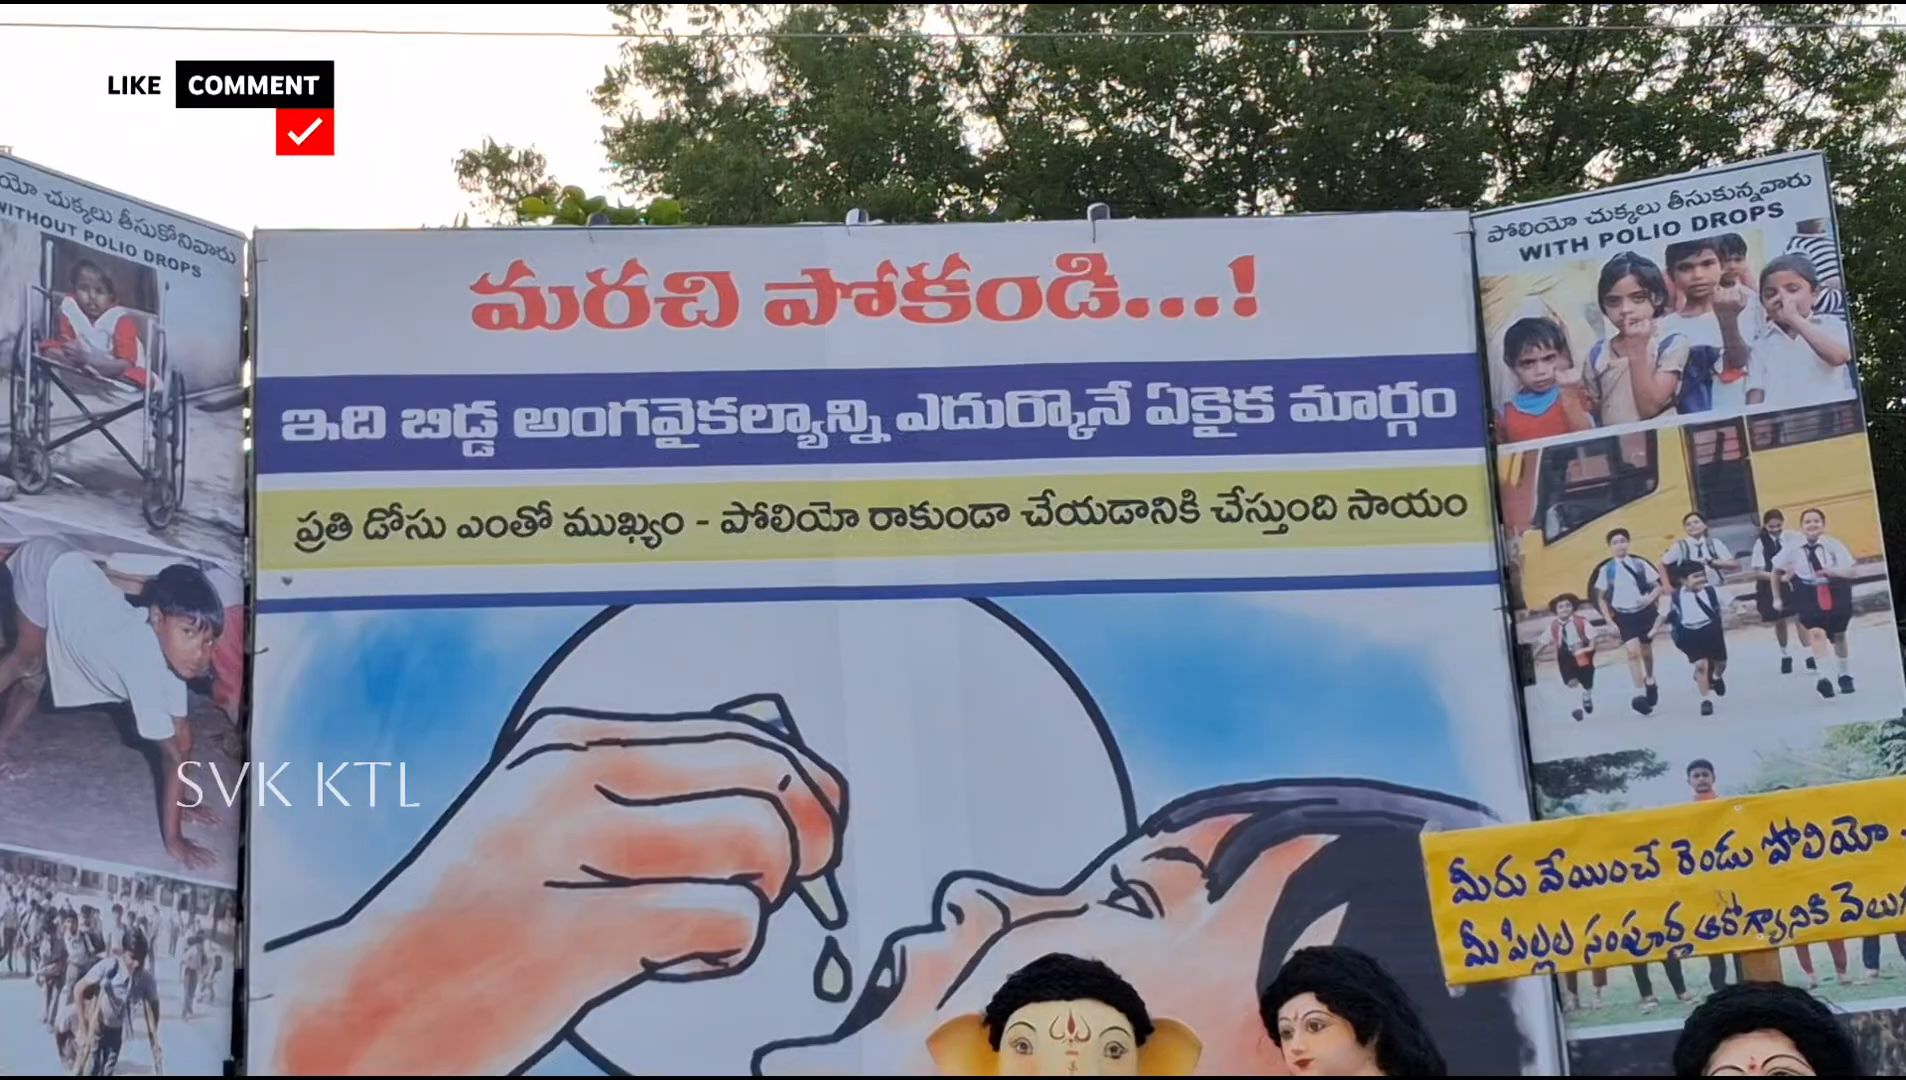 LIKE COMMENT
చుక్కలు తీసుకోనివారు
WITHOUT POLIO DROPS
మరచి పోకండి...!
ఇది బిడ్డ అంగవైకల్యాన్ని ఎదుర్కొనే ఏకైక మార్గం
ప్రతి డోసు ఎంతో ముఖ్యం - పోలియో రాకుండా చేయడానికి చేస్తుంది సాయం
పోలియో చుక్కలు తీసుకున్నవారు
WITH POLIO DROPS
SVK KTL
మీరు వేయించే రెండు పోలియో
మీ పిల్లల సంపూర్ణ ఆరోగ్యానికి